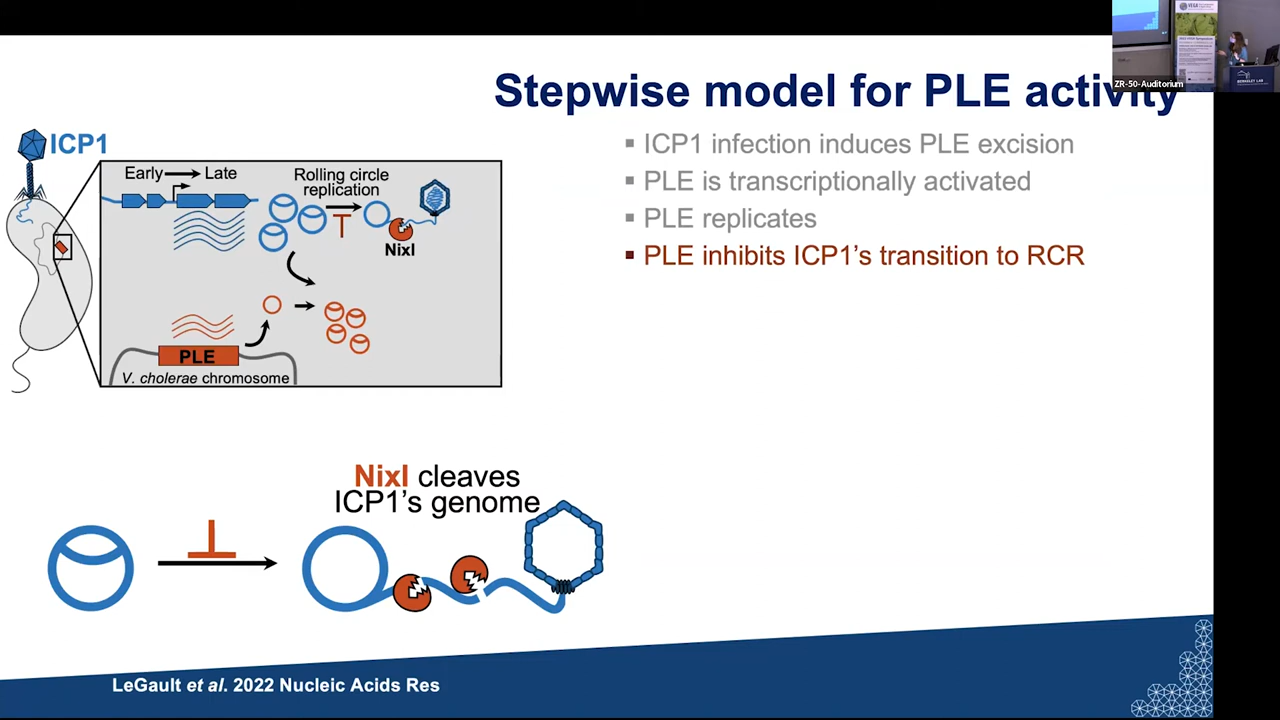 Stepwise model for PLE activity
ICP1
Early
Late
Rolling circle
replication
NixI
PLE
V. cholerae chromosome
▪ ICP1 infection induces PLE excision
▪ PLE is transcriptionally activated
▪ PLE replicates
▪ PLE inhibits ICP1's transition to RCR
NixI cleaves
ICP1's genome
LeGault et al. 2022 Nucleic Acids Res
ZR-50-Auditorium
BERKELEY LAB